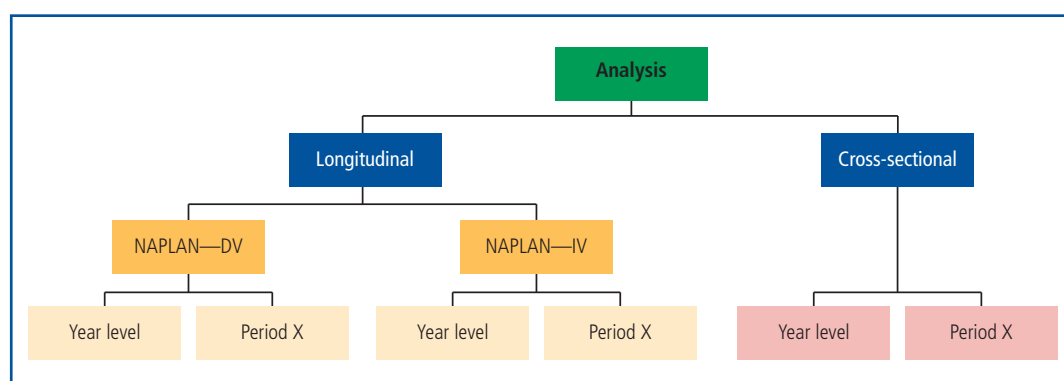 Analysis
Longitudinal
Cross-sectional
NAPLAN—DV
NAPLAN—IV
Year level
Period X
Year level
Period X
Year level
Period X